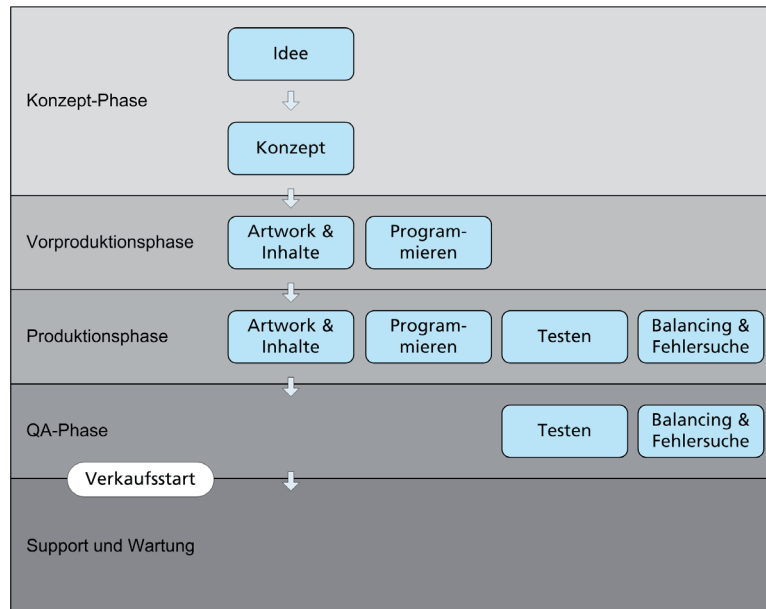 Idee
Konzept-Phase
Konzept
Vorproduktionsphase
Artwork &
Inhalte
Program-
mieren
Produktionsphase
Artwork &
Inhalte
Program-
mieren
Testen
Balancing &
Fehlersuche
QA-Phase
Testen
Balancing &
Fehlersuche
Verkaufsstart
Support und Wartung